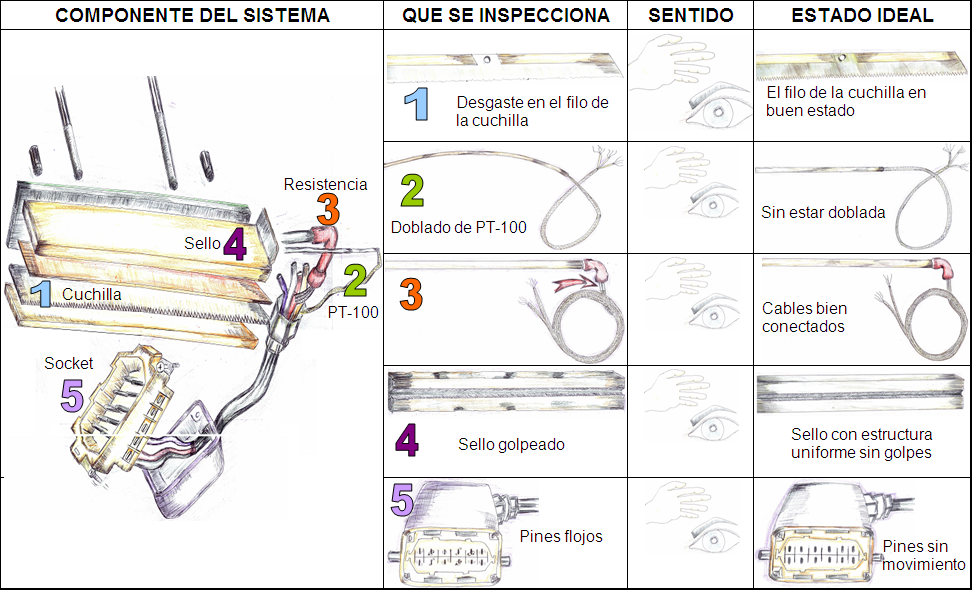 COMPONENTE DEL SISTEMA
QUE SE INSPECCIONA
SENTIDO
ESTADO IDEAL
Resistencia
3
Sello 4
2
PT-100
1 Cuchilla
Socket
5
1
Desgaste en el filo de
la cuchilla
El filo de la cuchilla en
buen estado
2
Doblado de PT-100
Sin estar doblada
3
Cables bien
conectados
4
Sello golpeado
Sello con estructura
uniforme sin golpes
5
Pines flojos
Pines sin
movimiento